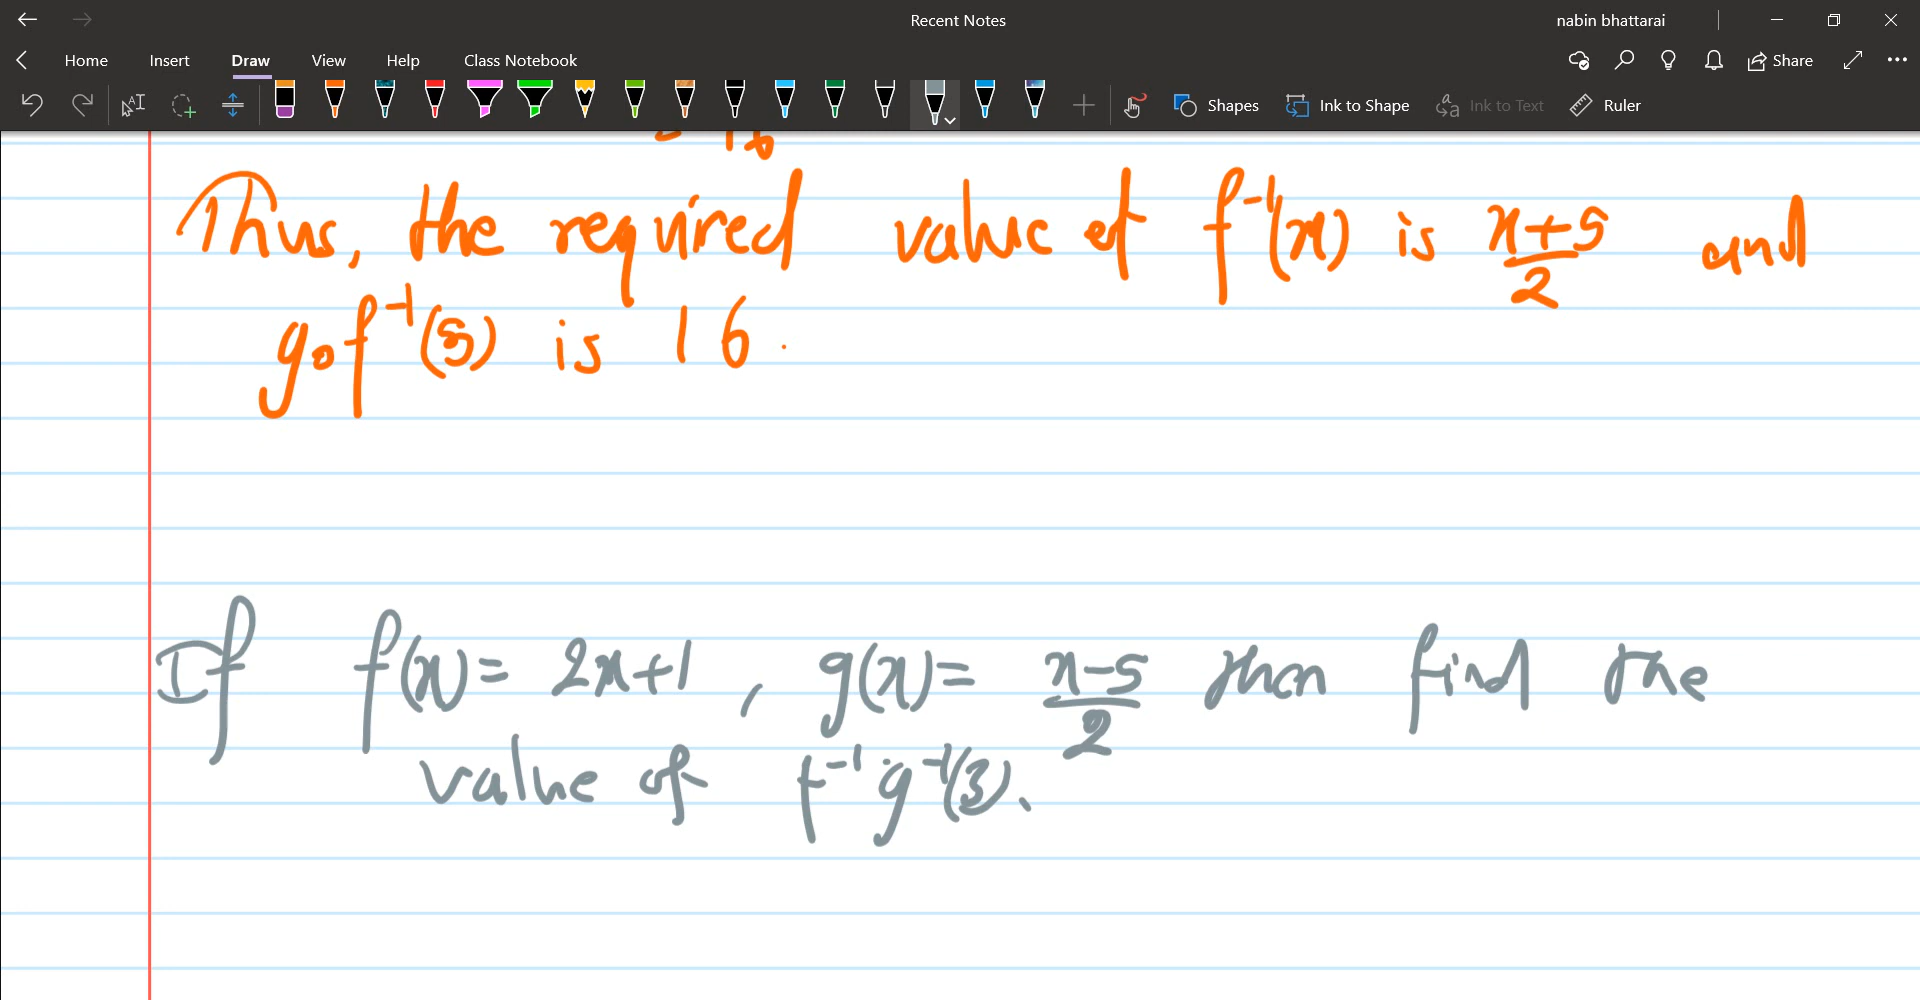 Recent Notes
nabin bhattarai
Home Insert Draw View Help Class Notebook
Share
Shapes Ink to Shape Ink to Text Ruler
= 16
Thus, the required value of f⁻¹(x) is (x+5)/2 and
gof⁻¹(5) is 16.
If f(x) = 2x+1, g(x) = (x-5)/2 then find the
value of f⁻¹g⁻¹(3).